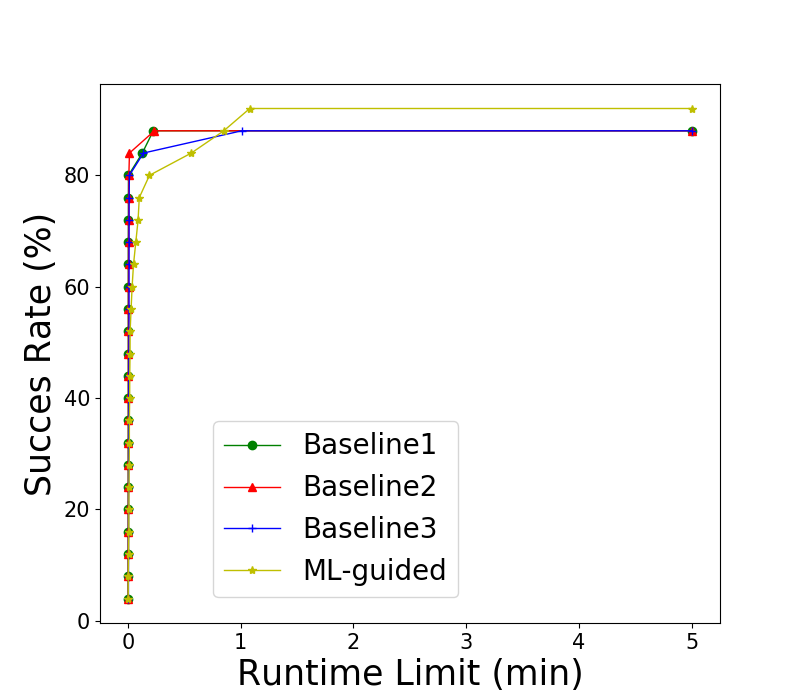 Succes Rate (%)
80
60
40
20
0
Baseline1
Baseline2
Baseline3
ML-guided
0 1 2 3 4 5
Runtime Limit (min)